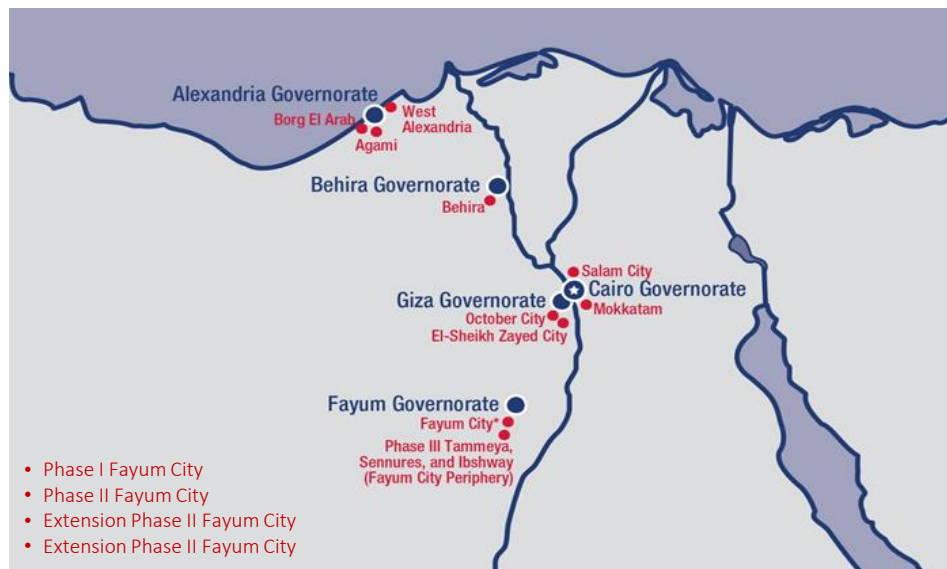 Alexandria Governorate
Borg El Arab
West
Alexandria
Agami
Behira Governorate
Behira
Salam City
Cairo Governorate
Giza Governorate
Mokkatam
October City
El-Sheikh Zayed City
Fayum Governorate
Fayum City*
Phase III Tammeya,
Sennures, and Ibshway
(Fayum City Periphery)
• Phase I Fayum City
• Phase II Fayum City
• Extension Phase II Fayum City
• Extension Phase II Fayum City